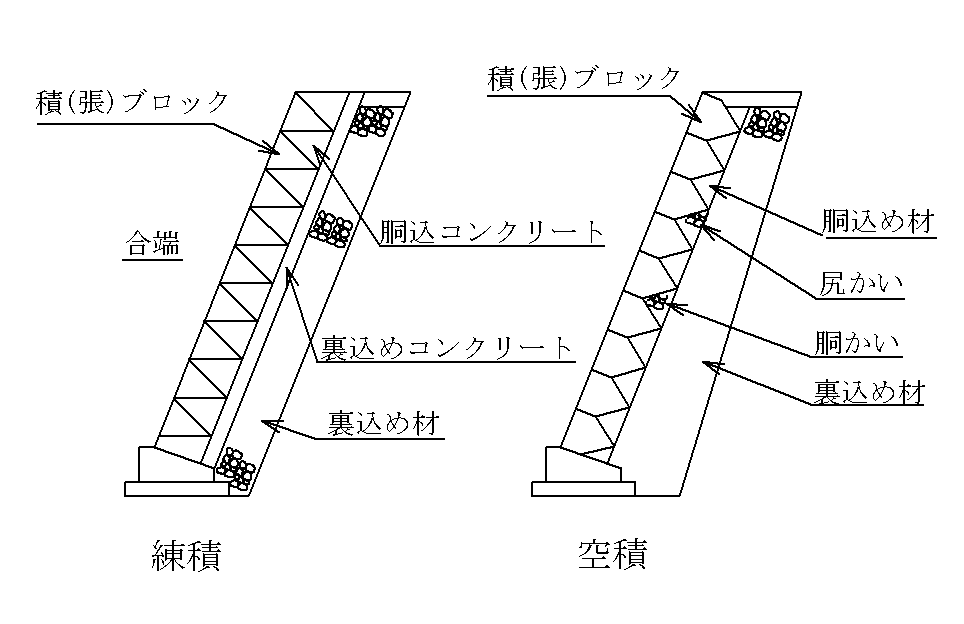 積(張)ブロック
胴込コンクリート
合端
裏込めコンクリート
裏込め材
練積
積(張)ブロック
胴込め材
尻かい
胴かい
裏込め材
空積